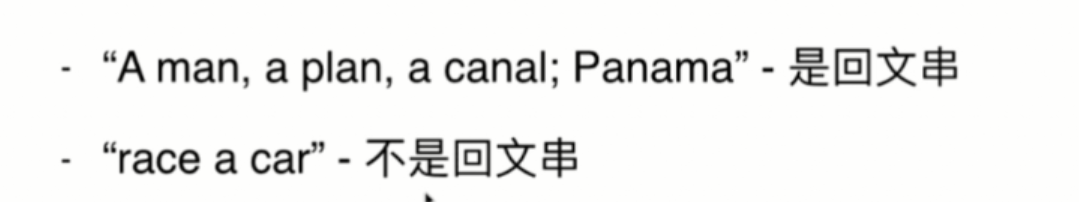 - “A man, a plan, a canal; Panama” - 是回文串
- “race a car” - 不是回文串